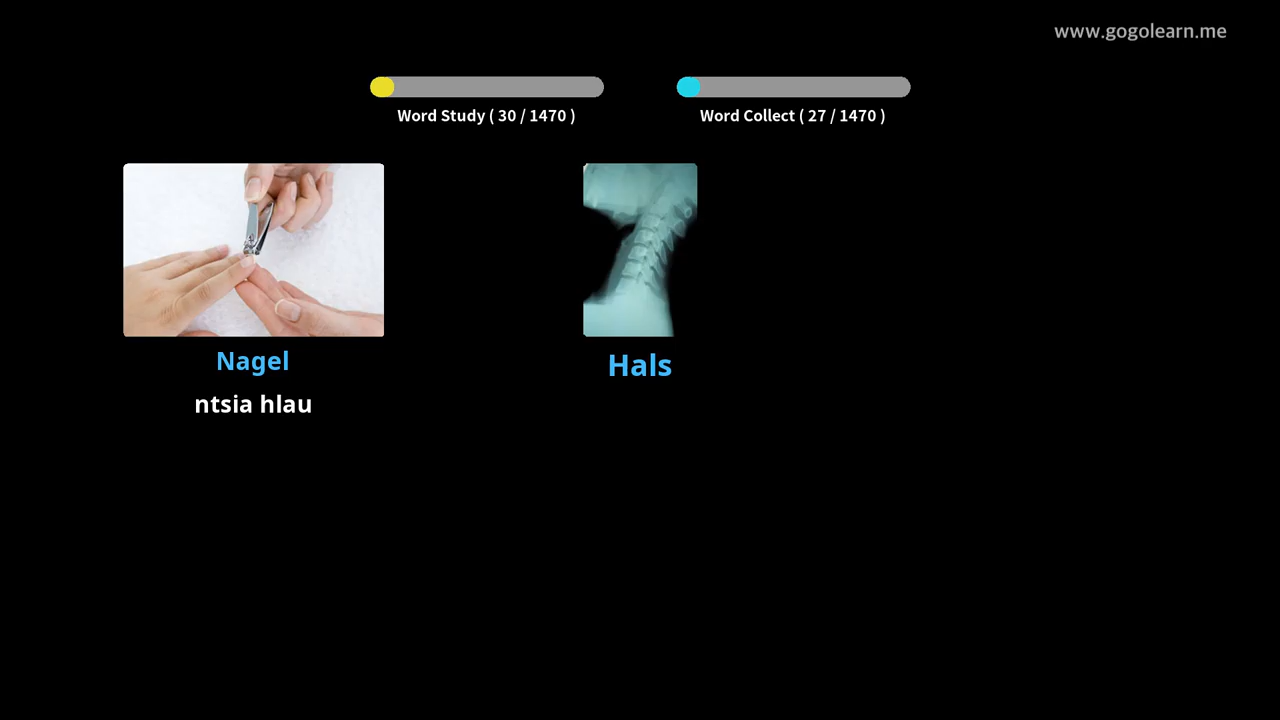 www.gogolearn.me
Word Study ( 30 / 1470 )
Word Collect ( 27 / 1470 )
Nagel
ntsia hlau
Hals